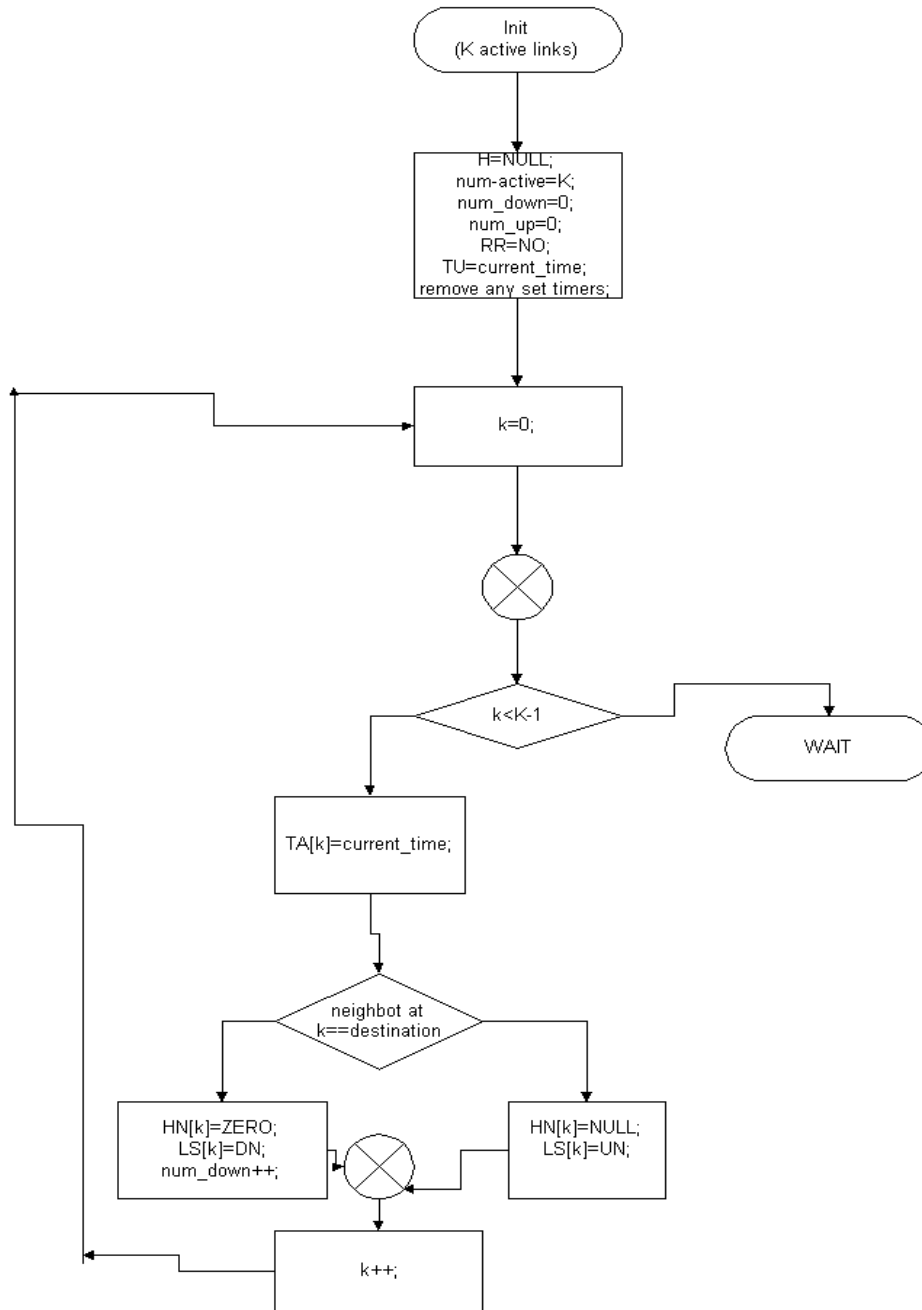 Init
(K active links)
H=NULL;
num-active=K;
num_down=0;
num_up=0;
RR=NO;
TU=current_time;
remove any set timers;
k=0;
k<K-1
WAIT
TA[k]=current_time;
neighbot at
k==destination
HN[k]=ZERO;
LS[k]=DN;
num_down++;
HN[k]=NULL;
LS[k]=UN;
k++;